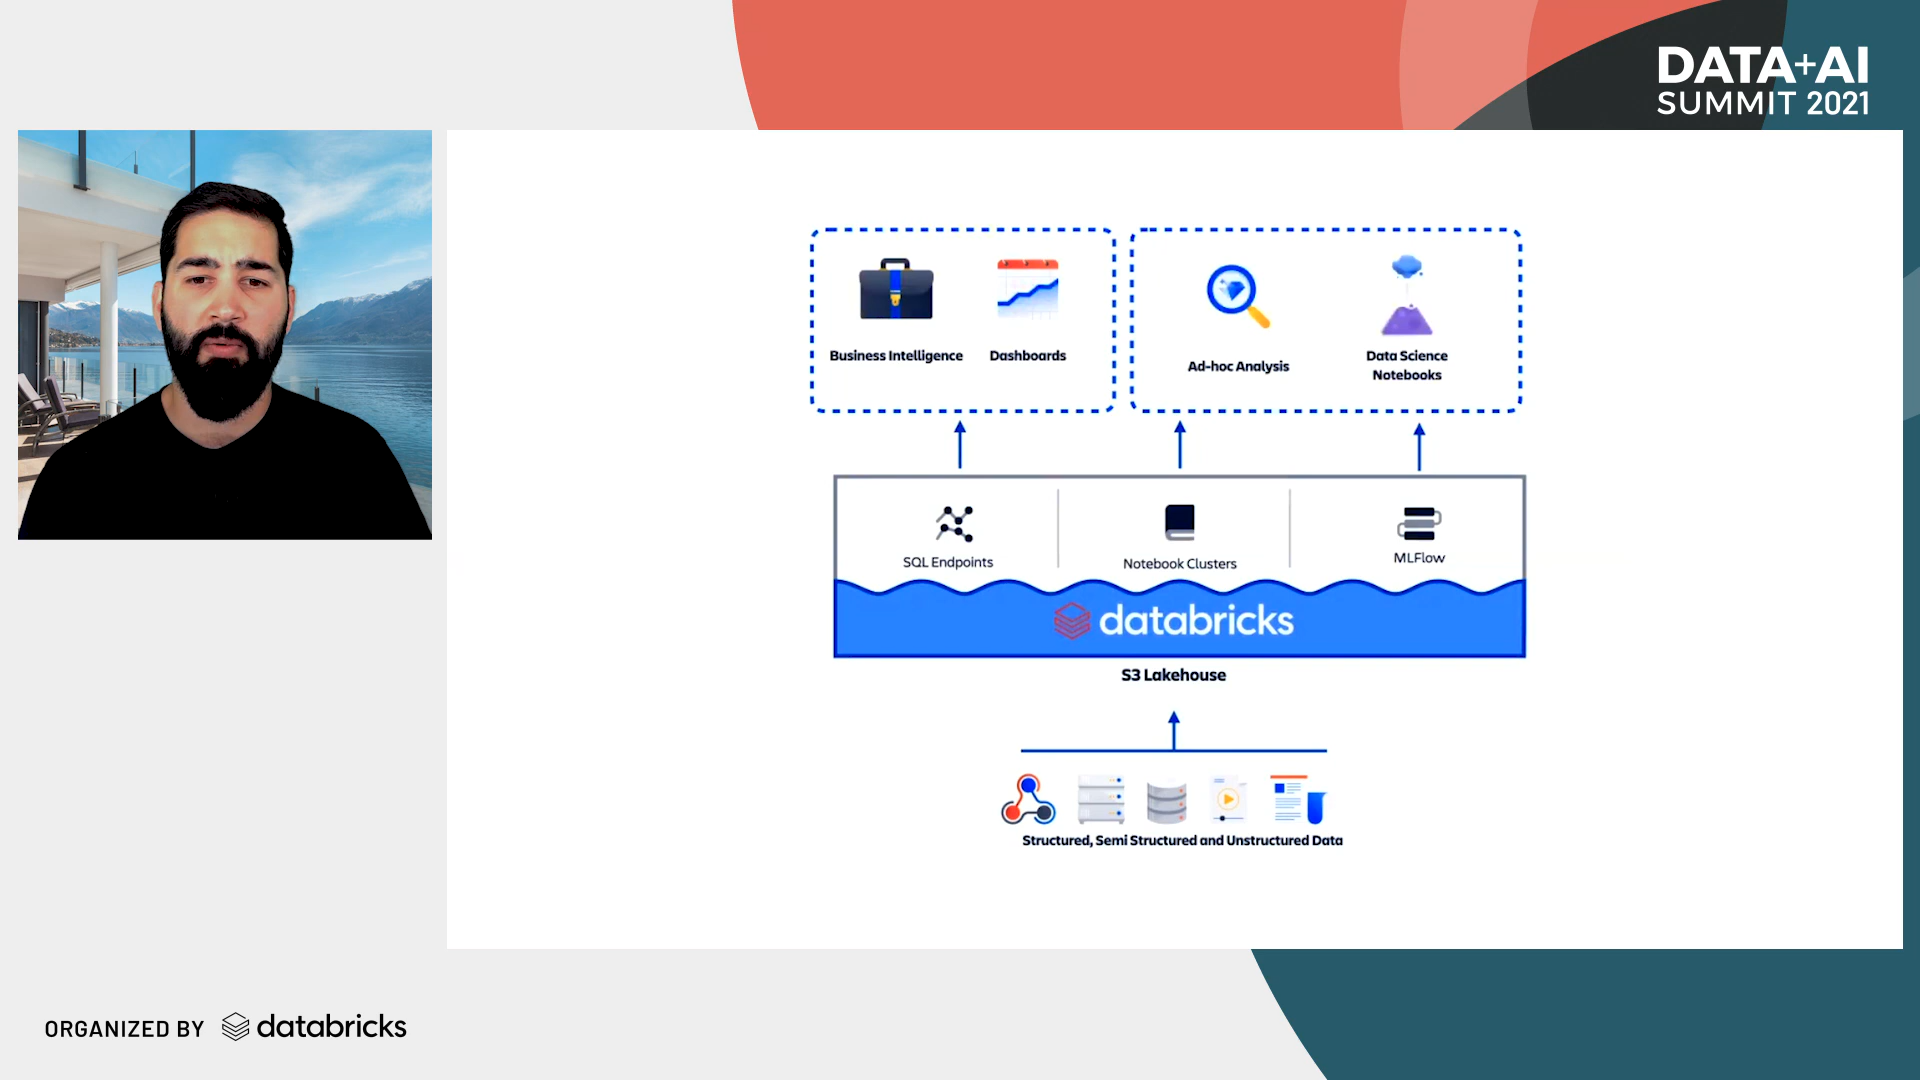 DATA+AI
SUMMIT 2021
Business Intelligence
Dashboards
Ad-hoc Analysis
Data Science
Notebooks
SQL Endpoints
Notebook Clusters
MLFlow
databricks
S3 Lakehouse
Structured, Semi Structured and Unstructured Data
ORGANIZED BY databricks